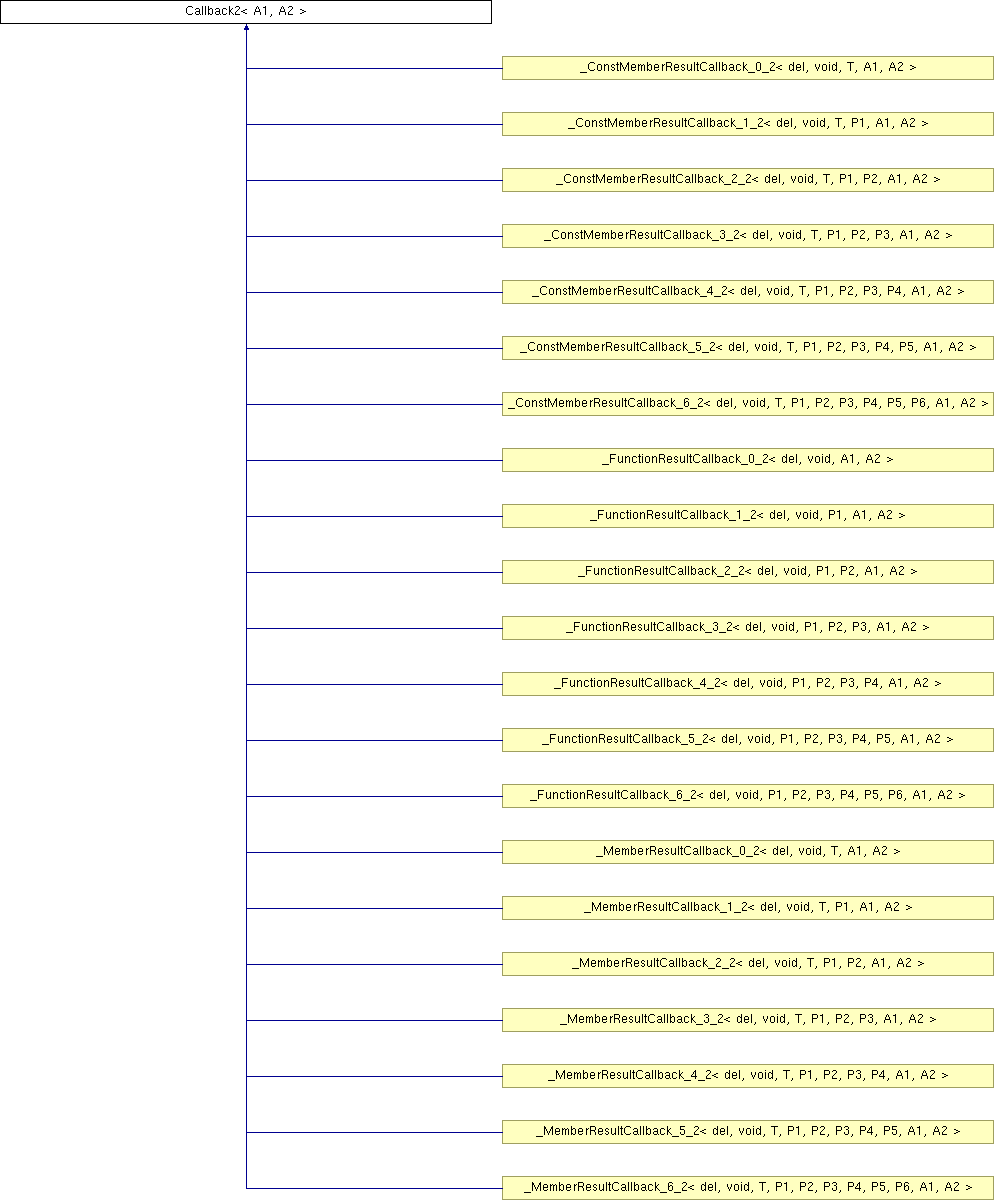 Callback2< A1, A2 >
_ConstMemberResultCallback_0_2< del, void, T, A1, A2 >
_ConstMemberResultCallback_1_2< del, void, T, P1, A1, A2 >
_ConstMemberResultCallback_2_2< del, void, T, P1, P2, A1, A2 >
_ConstMemberResultCallback_3_2< del, void, T, P1, P2, P3, A1, A2 >
_ConstMemberResultCallback_4_2< del, void, T, P1, P2, P3, P4, A1, A2 >
_ConstMemberResultCallback_5_2< del, void, T, P1, P2, P3, P4, P5, A1, A2 >
_ConstMemberResultCallback_6_2< del, void, T, P1, P2, P3, P4, P5, P6, A1, A2 >
_FunctionResultCallback_0_2< del, void, A1, A2 >
_FunctionResultCallback_1_2< del, void, P1, A1, A2 >
_FunctionResultCallback_2_2< del, void, P1, P2, A1, A2 >
_FunctionResultCallback_3_2< del, void, P1, P2, P3, A1, A2 >
_FunctionResultCallback_4_2< del, void, P1, P2, P3, P4, A1, A2 >
_FunctionResultCallback_5_2< del, void, P1, P2, P3, P4, P5, A1, A2 >
_FunctionResultCallback_6_2< del, void, P1, P2, P3, P4, P5, P6, A1, A2 >
_MemberResultCallback_0_2< del, void, T, A1, A2 >
_MemberResultCallback_1_2< del, void, T, P1, A1, A2 >
_MemberResultCallback_2_2< del, void, T, P1, P2, A1, A2 >
_MemberResultCallback_3_2< del, void, T, P1, P2, P3, A1, A2 >
_MemberResultCallback_4_2< del, void, T, P1, P2, P3, P4, A1, A2 >
_MemberResultCallback_5_2< del, void, T, P1, P2, P3, P4, P5, A1, A2 >
_MemberResultCallback_6_2< del, void, T, P1, P2, P3, P4, P5, P6, A1, A2 >